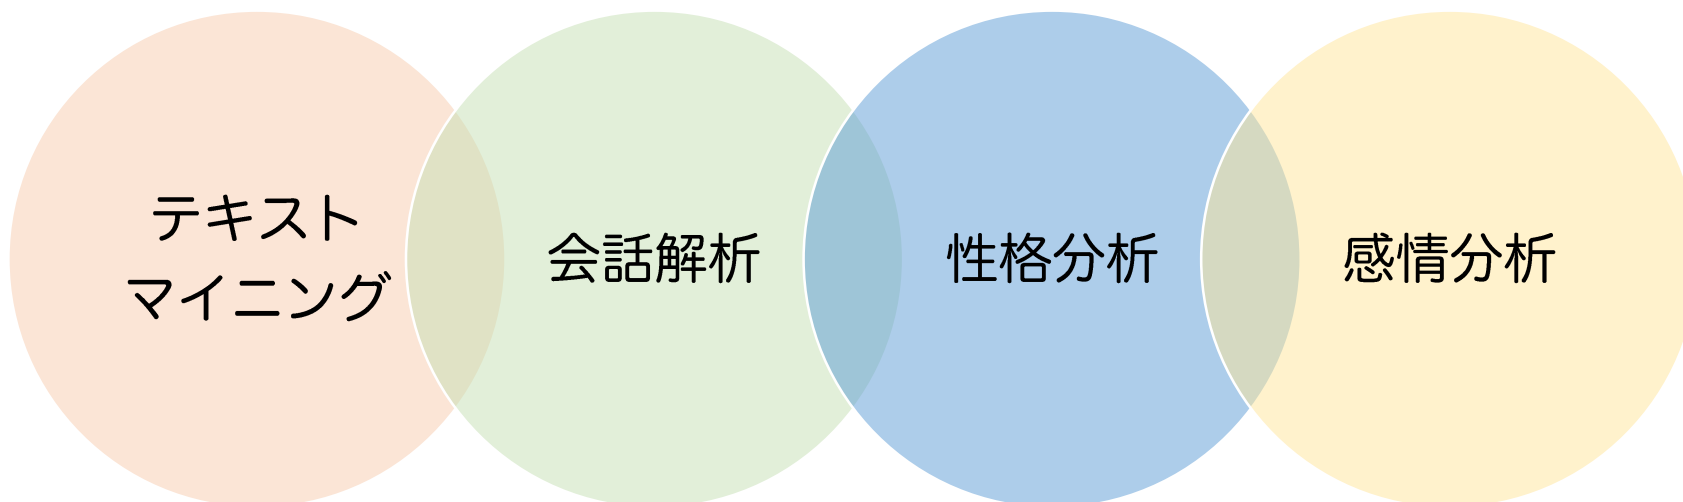 テキスト
マイニング
会話解析
性格分析
感情分析